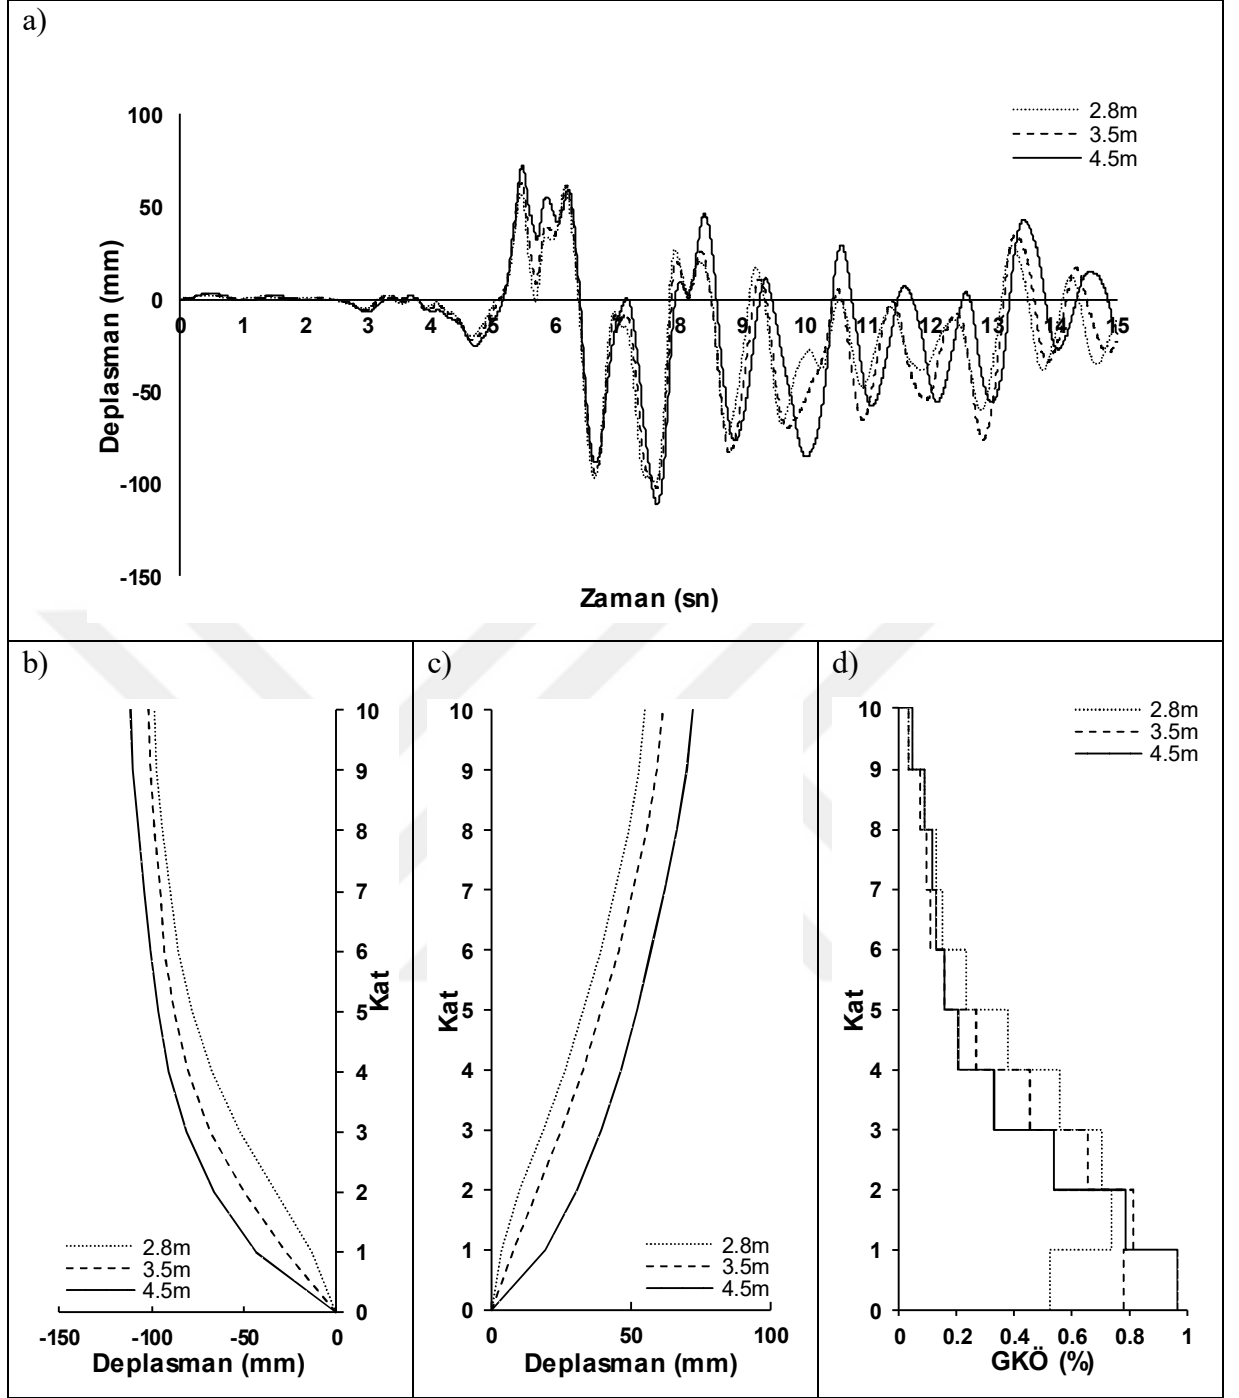 a)
100
50
0
-50
-100
-150
0 1 2 3 4 5 6 7 8 9 10 11 12 13 14 15
Deplasman (mm)
Zaman (sn)
2.8m
3.5m
4.5m
b)
10
9
8
7
6
5
4
3
2
1
0
Kat
-150 -100 -50 0
Deplasman (mm)
2.8m
3.5m
4.5m
c)
10
9
8
7
6
5
4
3
2
1
0
Kat
0 50 100
Deplasman (mm)
2.8m
3.5m
4.5m
d)
10
9
8
7
6
5
4
3
2
1
0
Kat
0 0.2 0.4 0.6 0.8 1
GKÖ (%)
2.8m
3.5m
4.5m